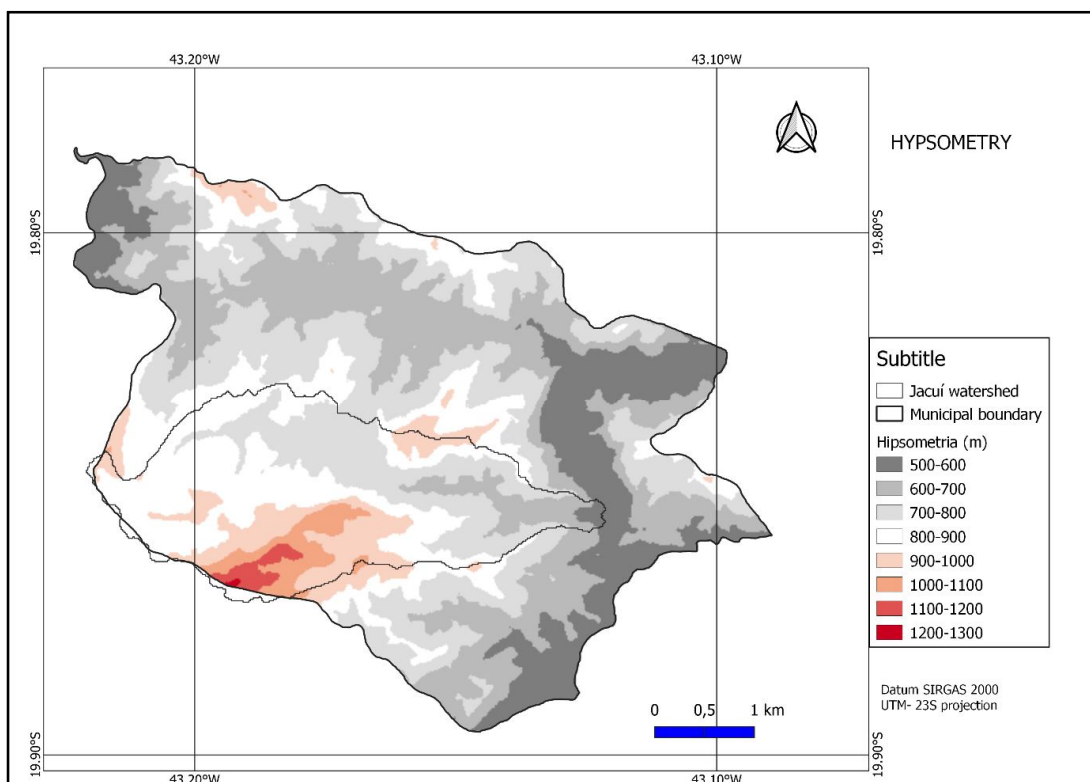 43.20°W
43.10°W
HYPSOMETRY
19.80°S
19.80°S
Subtitle
Jacuí watershed
Municipal boundary
Hipsometria (m)
500-600
600-700
700-800
800-900
900-1000
1000-1100
1100-1200
1200-1300
Datum SIRGAS 2000
UTM- 23S projection
0 0,5 1 km
19.90°S
19.90°S
43.20°W
43.10°W